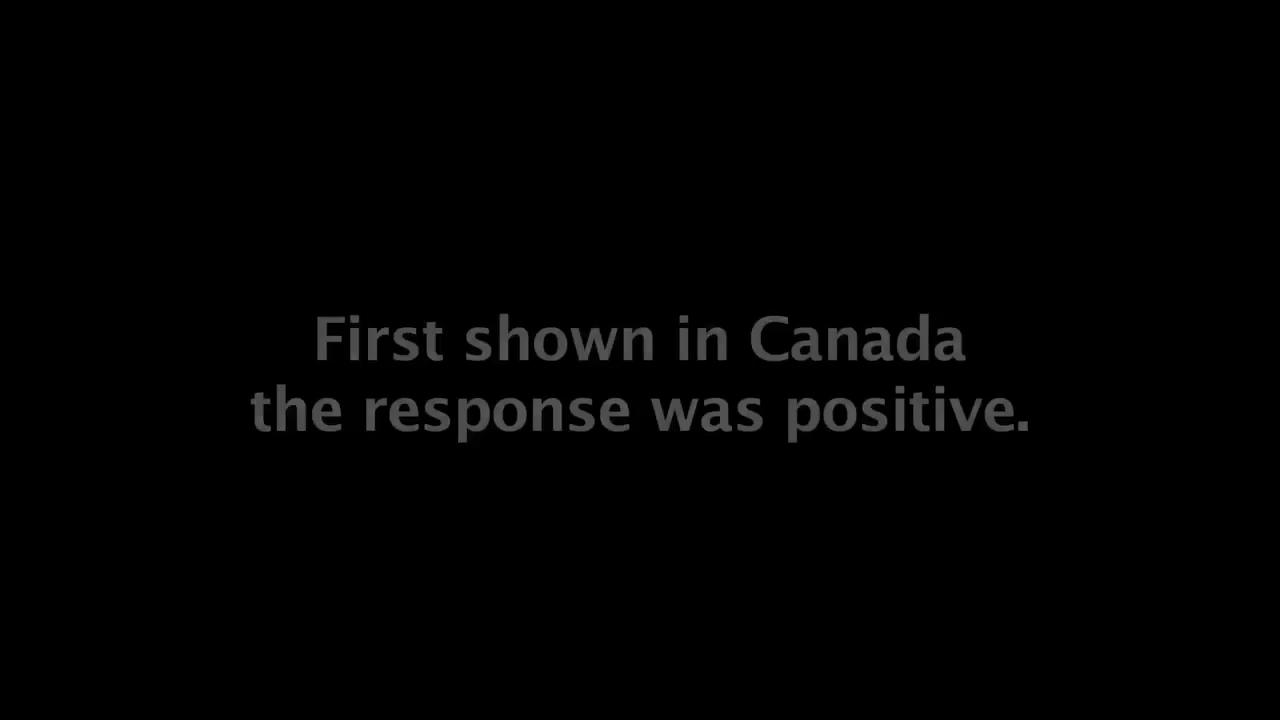 First shown in Canada
the response was positive.